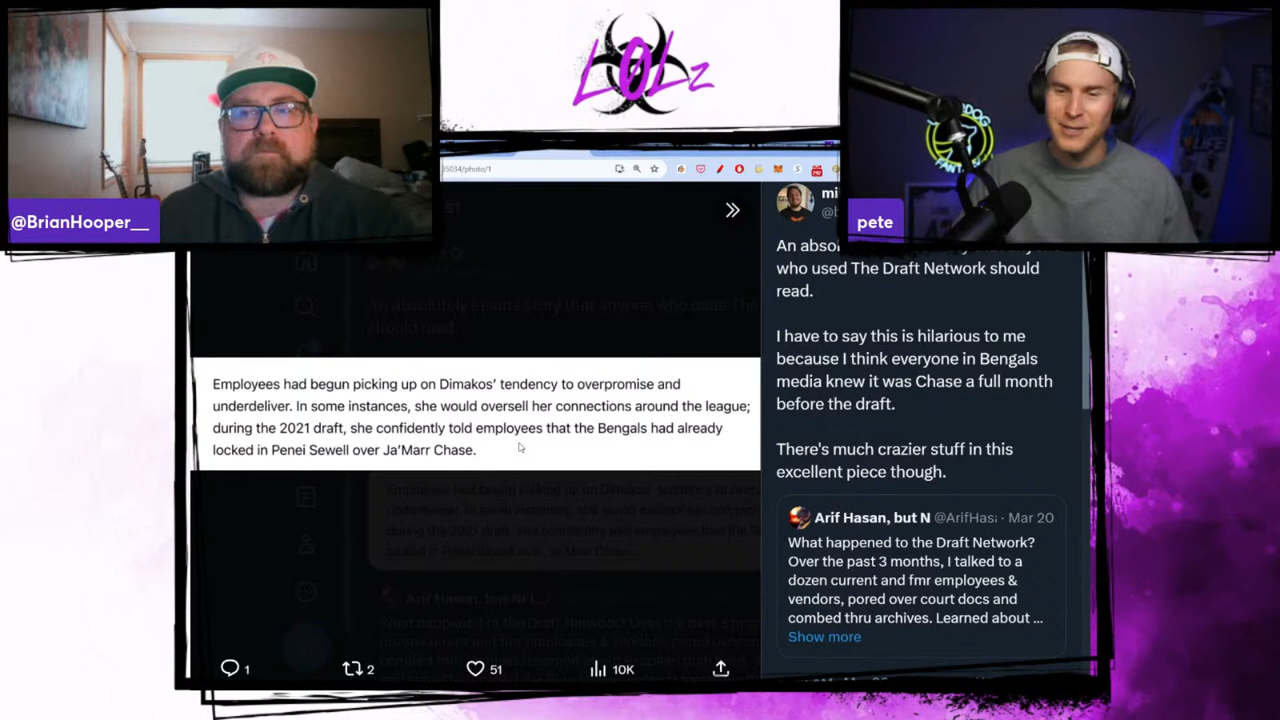 LOLz
@BrianHooper__
pete
35034/photo/1
mi
@b
An absol
who used The Draft Network should
read.
I have to say this is hilarious to me
because I think everyone in Bengals
media knew it was Chase a full month
before the draft.
There's much crazier stuff in this
excellent piece though.
Employees had begun picking up on Dimakos' tendency to overpromise and
underdeliver. In some instances, she would oversell her connections around the league;
during the 2021 draft, she confidently told employees that the Bengals had already
locked in Penei Sewell over Ja'Marr Chase.
Arif Hasan, but N @ArifHas: · Mar 20
What happened to the Draft Network?
Over the past 3 months, I talked to a
dozen current and fmr employees &
vendors, pored over court docs and
combed thru archives. Learned about ...
Show more
1 2 51 10K